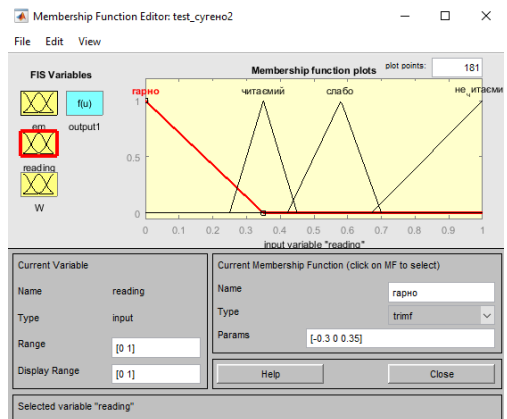 Membership Function Editor: test_сугено2
File Edit View
FIS Variables
Membership function plots
plot points:
181
em
output1
f(u)
reading
W
гарно
читаємий
слабо
не_читаєми
1
0.5
0
0 0.1 0.2 0.3 0.4 0.5 0.6 0.7 0.8 0.9 1
input variable "reading"
Current Variable
Name reading
Type input
Range [0 1]
Display Range [0 1]
Current Membership Function (click on MF to select)
Name гарно
Type trimf
Params [-0.3 0 0.35]
Help Close
Selected variable "reading"